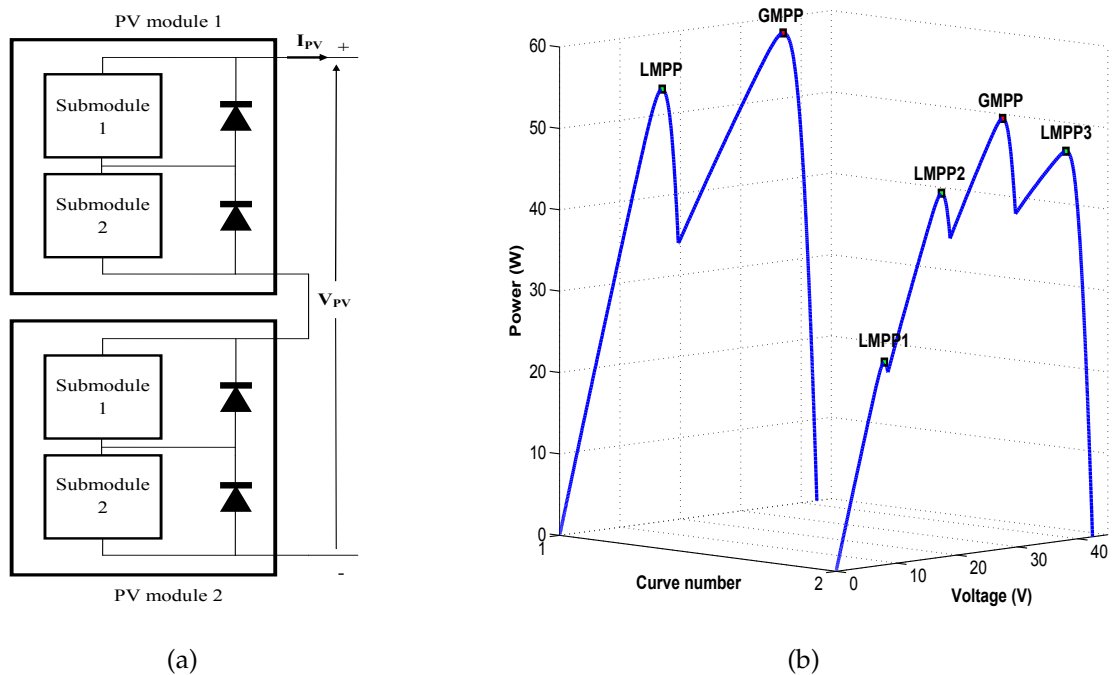 PV module 1
I_PV
+
Submodule
1
Submodule
2
V_PV
Submodule
1
Submodule
2
-
PV module 2
(a)
GMPP
LMPP
GMPP
LMPP3
LMPP2
LMPP1
Power (W)
60
50
40
30
20
10
0
1
2
Curve number
0
10
20
30
40
Voltage (V)
(b)